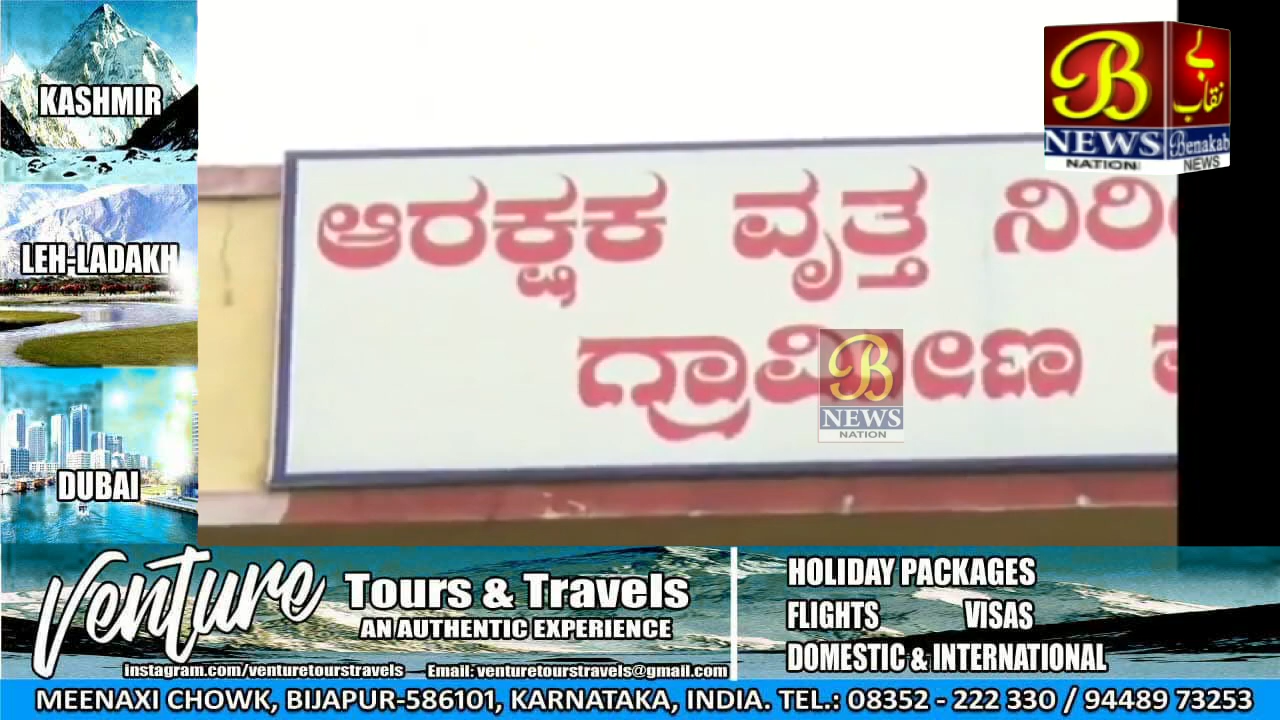 KASHMIR
LEH-LADAKH
DUBAI
B
NEWS
NATION
بے
نقاب
Benakab
NEWS
ಆರಕ್ಷಕ ವೃತ್ತ
ಗ್ರಾಮೀಣ
B
NEWS
NATION
Venture
Tours & Travels
AN AUTHENTIC EXPERIENCE
instagram.com/venturetourstravels Email: venturetourstravels@gmail.com
HOLIDAY PACKAGES
FLIGHTS VISAS
DOMESTIC & INTERNATIONAL
MEENAXI CHOWK, BIJAPUR-586101, KARNATAKA, INDIA. TEL.: 08352 - 222 330 / 94489 73253